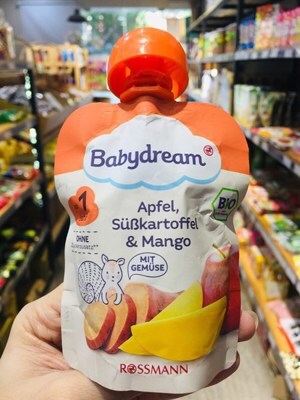 Babydream
Apfel,
Süßkartoffel
& Mango
BIO
1
OHNE
MIT
GEMÜSE
ROSSMANN